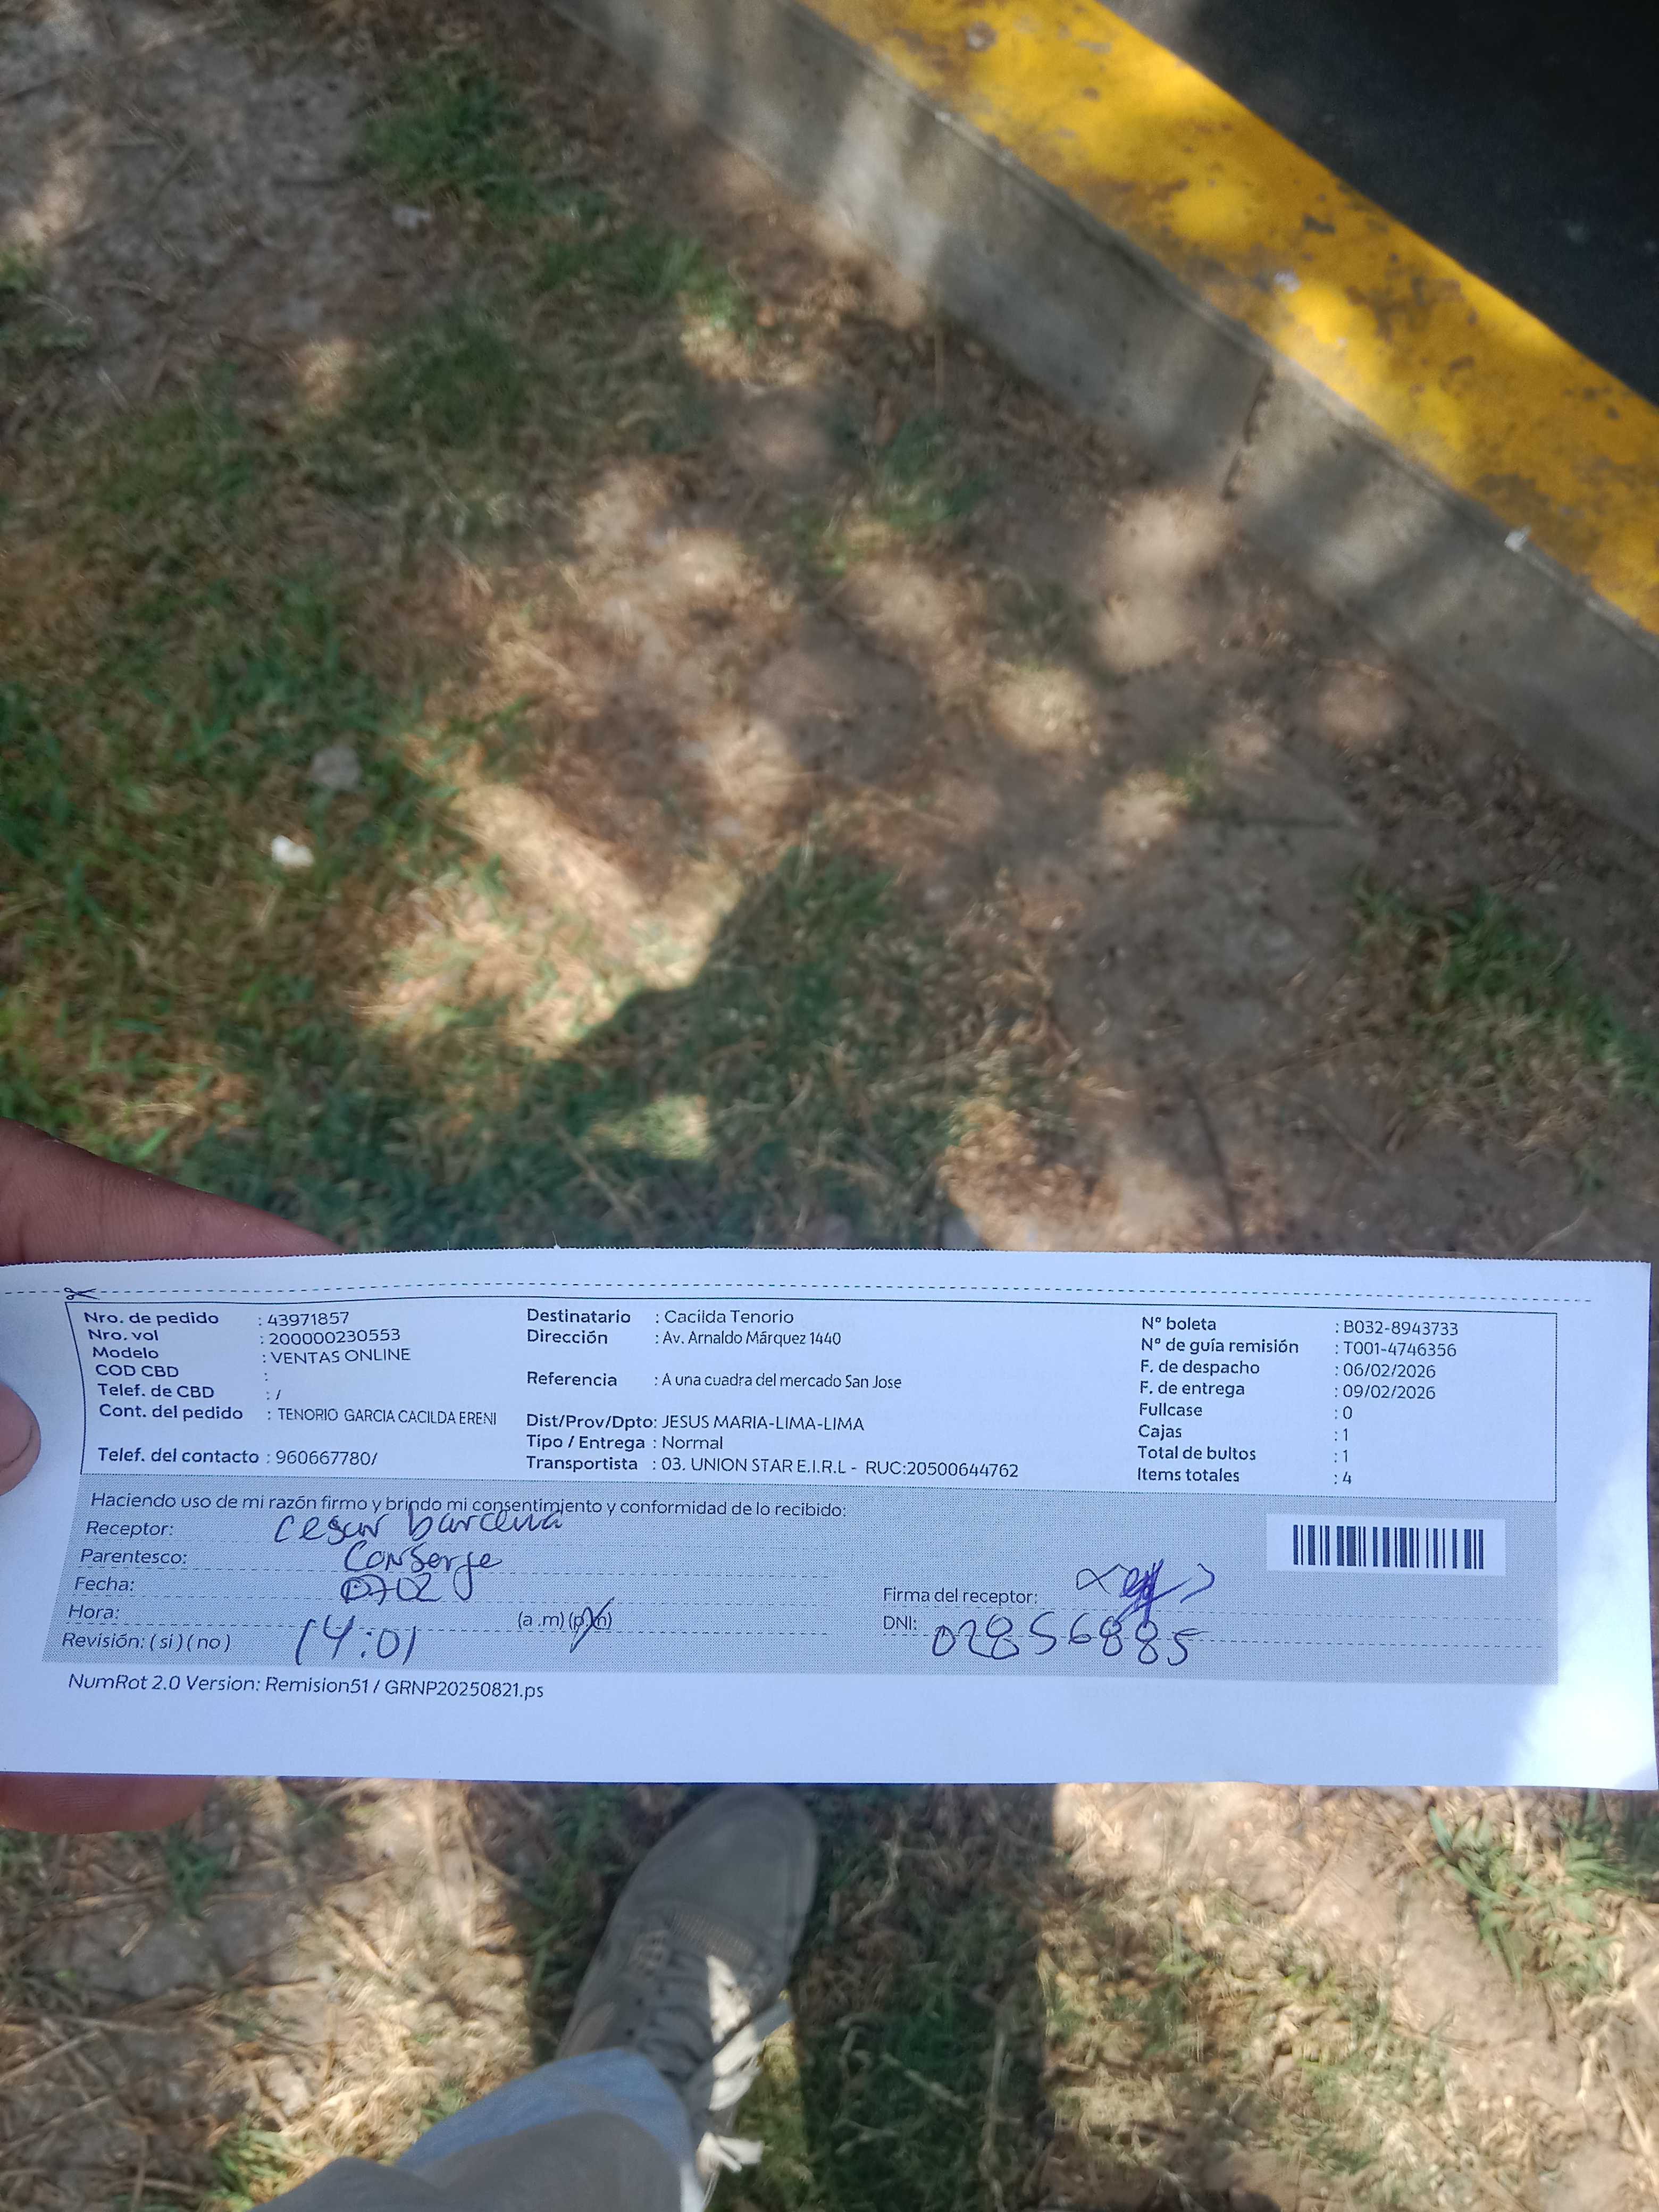 Nro. de pedido : 43971857
Nro. vol : 200000230553
Modelo : VENTAS ONLINE
COD CBD :
Telef. de CBD : /
Cont. del pedido : TENORIO GARCIA CACILDA ERENI
Telef. del contacto : 960667780/
Destinatario : Cacilda Tenorio
Dirección : Av. Arnaldo Márquez 1440
Referencia : A una cuadra del mercado San Jose
Dist/Prov/Dpto: JESUS MARIA-LIMA-LIMA
Tipo / Entrega : Normal
Transportista : 03. UNION STAR E.I.R.L - RUC:20500644762
Nº boleta : B032-8943733
Nº de guía remisión : T001-4746356
F. de despacho : 06/02/2026
F. de entrega : 09/02/2026
Fullcase : 0
Cajas : 1
Total de bultos : 1
Items totales : 4
Haciendo uso de mi razón firmo y brindo mi consentimiento y conformidad de lo recibido:
Receptor: Cesar barcena
Parentesco: Conserje
Fecha: 0702
Hora: 14:01 (a .m) (p.m)
Revisión: ( si ) ( no )
Firma del receptor:
DNI: 02856885
NumRot 2.0 Version: Remision51 / GRNP20250821.ps